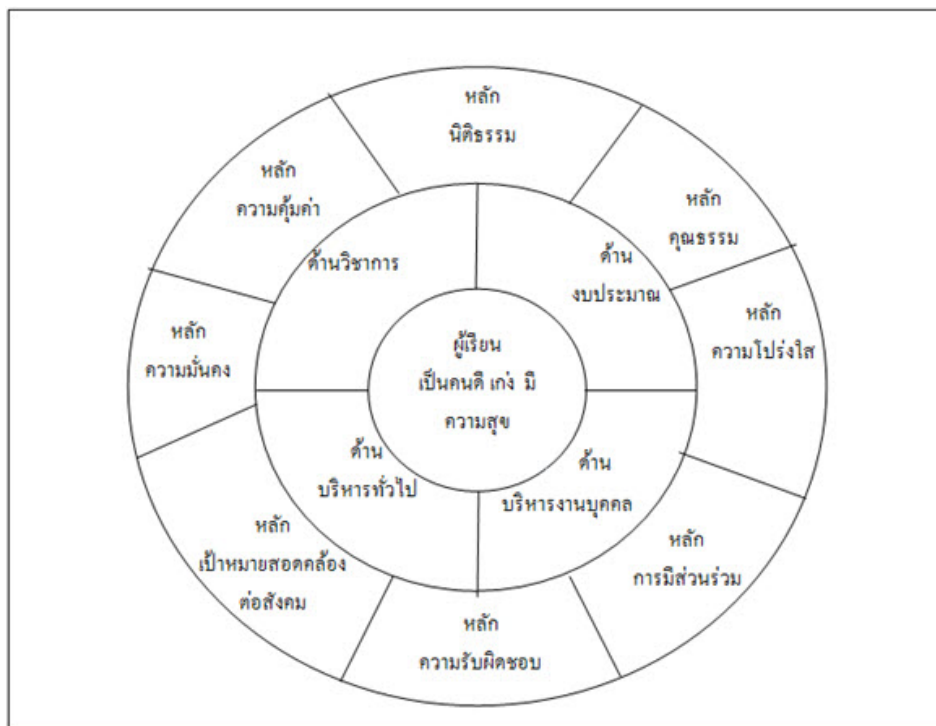 หลัก
นิติธรรม
หลัก
ความคุ้มค่า
หลัก
คุณธรรม
ด้านวิชาการ
ด้าน
งบประมาณ
หลัก
ความโปร่งใส
หลัก
ความมั่นคง
ผู้เรียน
เป็นคนดี เก่ง มี
ความสุข
ด้าน
บริหารทั่วไป
ด้าน
บริหารงานบุคคล
หลัก
เป้าหมายสอดคล้อง
ต่อสังคม
หลัก
การมีส่วนร่วม
หลัก
ความรับผิดชอบ